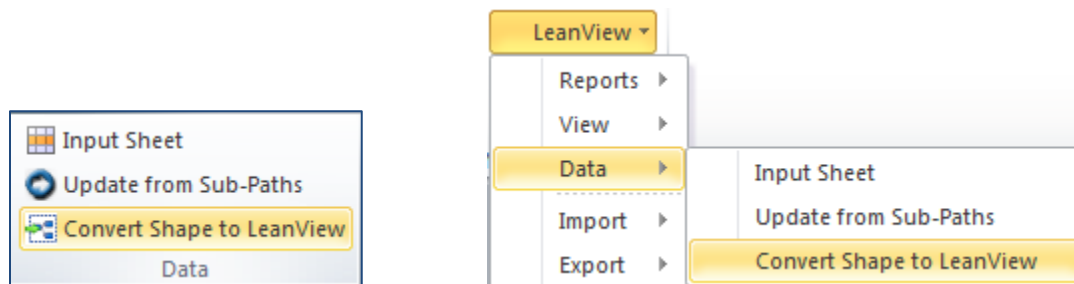 Input Sheet
Update from Sub-Paths
Convert Shape to LeanView
Data
LeanView
Reports
View
Data
Import
Export
Input Sheet
Update from Sub-Paths
Convert Shape to LeanView